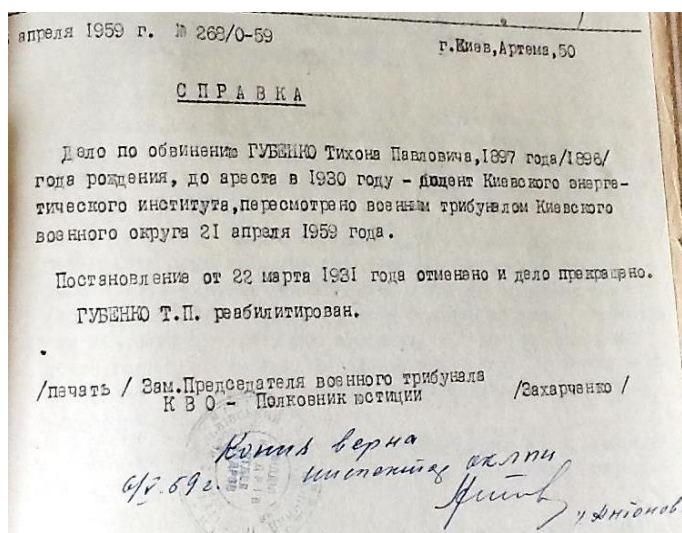 апреля 1959 г. № 268/0-59
г.Киев,Артема,50
СПРАВКА
Дело по обвинению ГУБЕНКО Тихона Павловича,1897 года/1896/
года рождения, до ареста в 1930 году - доцент Киевского энерге-
тического института,пересмотрено военным трибуналом Киевского
военного округа 21 апреля 1959 года.
Постановление от 22 марта 1931 года отменено и дело прекращено.
ГУБЕНКО Т.П. реабилитирован.
/печать / Зам.Председателя военного трибунала
КВО - Полковник юстиции /Захарченко /
Копия верна
инспектор